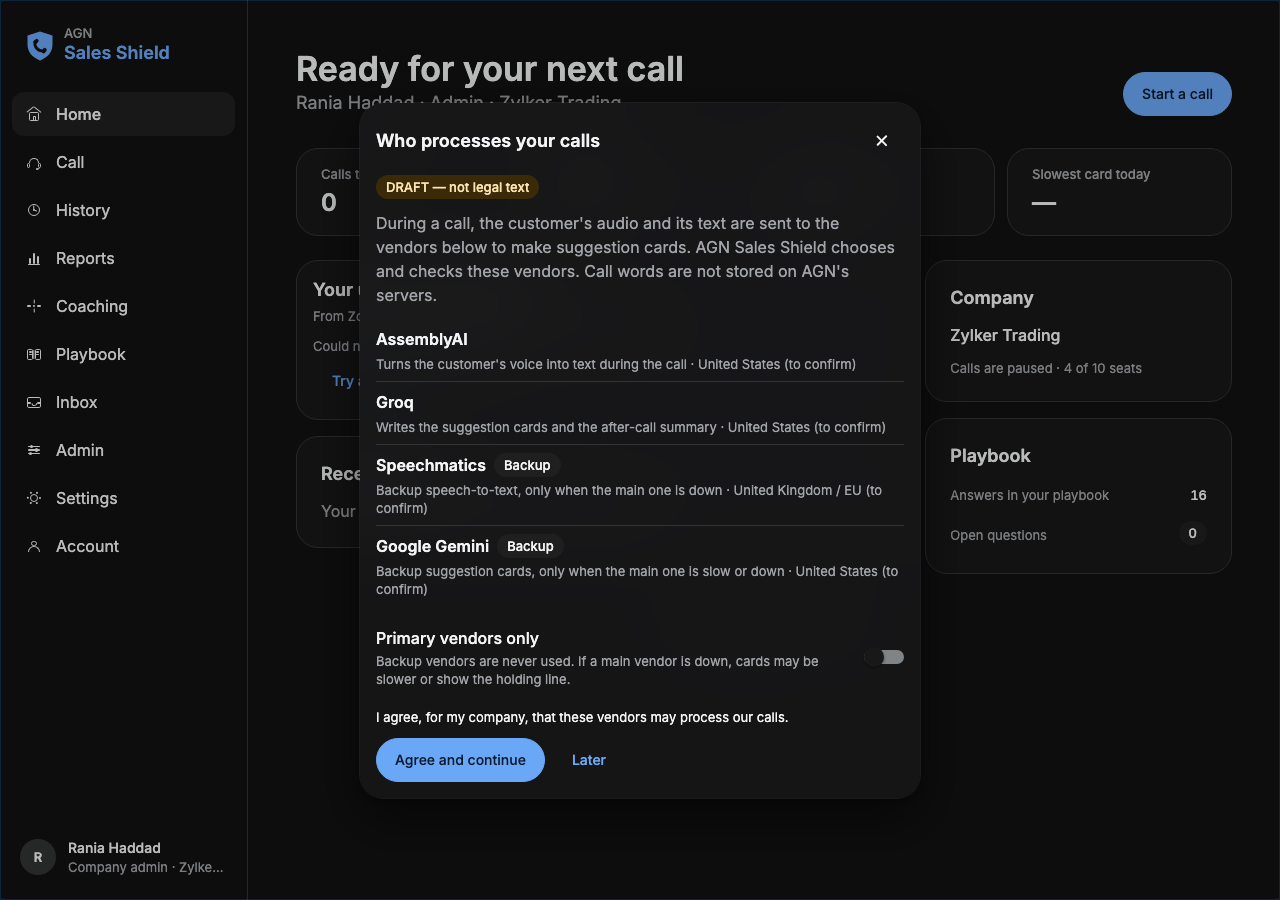 AGN
Sales Shield
Home
Call
History
Reports
Coaching
Playbook
Inbox
Admin
Settings
Account
R
Rania Haddad
Company admin · Zylke...
Ready for your next call
Rania Haddad · Admin · Zylker Trading
Start a call
Calls t
0
Slowest card today
—
Your
From Zo
Could n
Try a
Rece
Your
Company
Zylker Trading
Calls are paused · 4 of 10 seats
Playbook
Answers in your playbook 16
Open questions 0
Who processes your calls
DRAFT — not legal text
During a call, the customer's audio and its text are sent to the
vendors below to make suggestion cards. AGN Sales Shield chooses
and checks these vendors. Call words are not stored on AGN's
servers.
AssemblyAI
Turns the customer's voice into text during the call · United States (to confirm)
Groq
Writes the suggestion cards and the after-call summary · United States (to confirm)
Speechmatics Backup
Backup speech-to-text, only when the main one is down · United Kingdom / EU (to
confirm)
Google Gemini Backup
Backup suggestion cards, only when the main one is slow or down · United States (to
confirm)
Primary vendors only
Backup vendors are never used. If a main vendor is down, cards may be
slower or show the holding line.
I agree, for my company, that these vendors may process our calls.
Agree and continue
Later